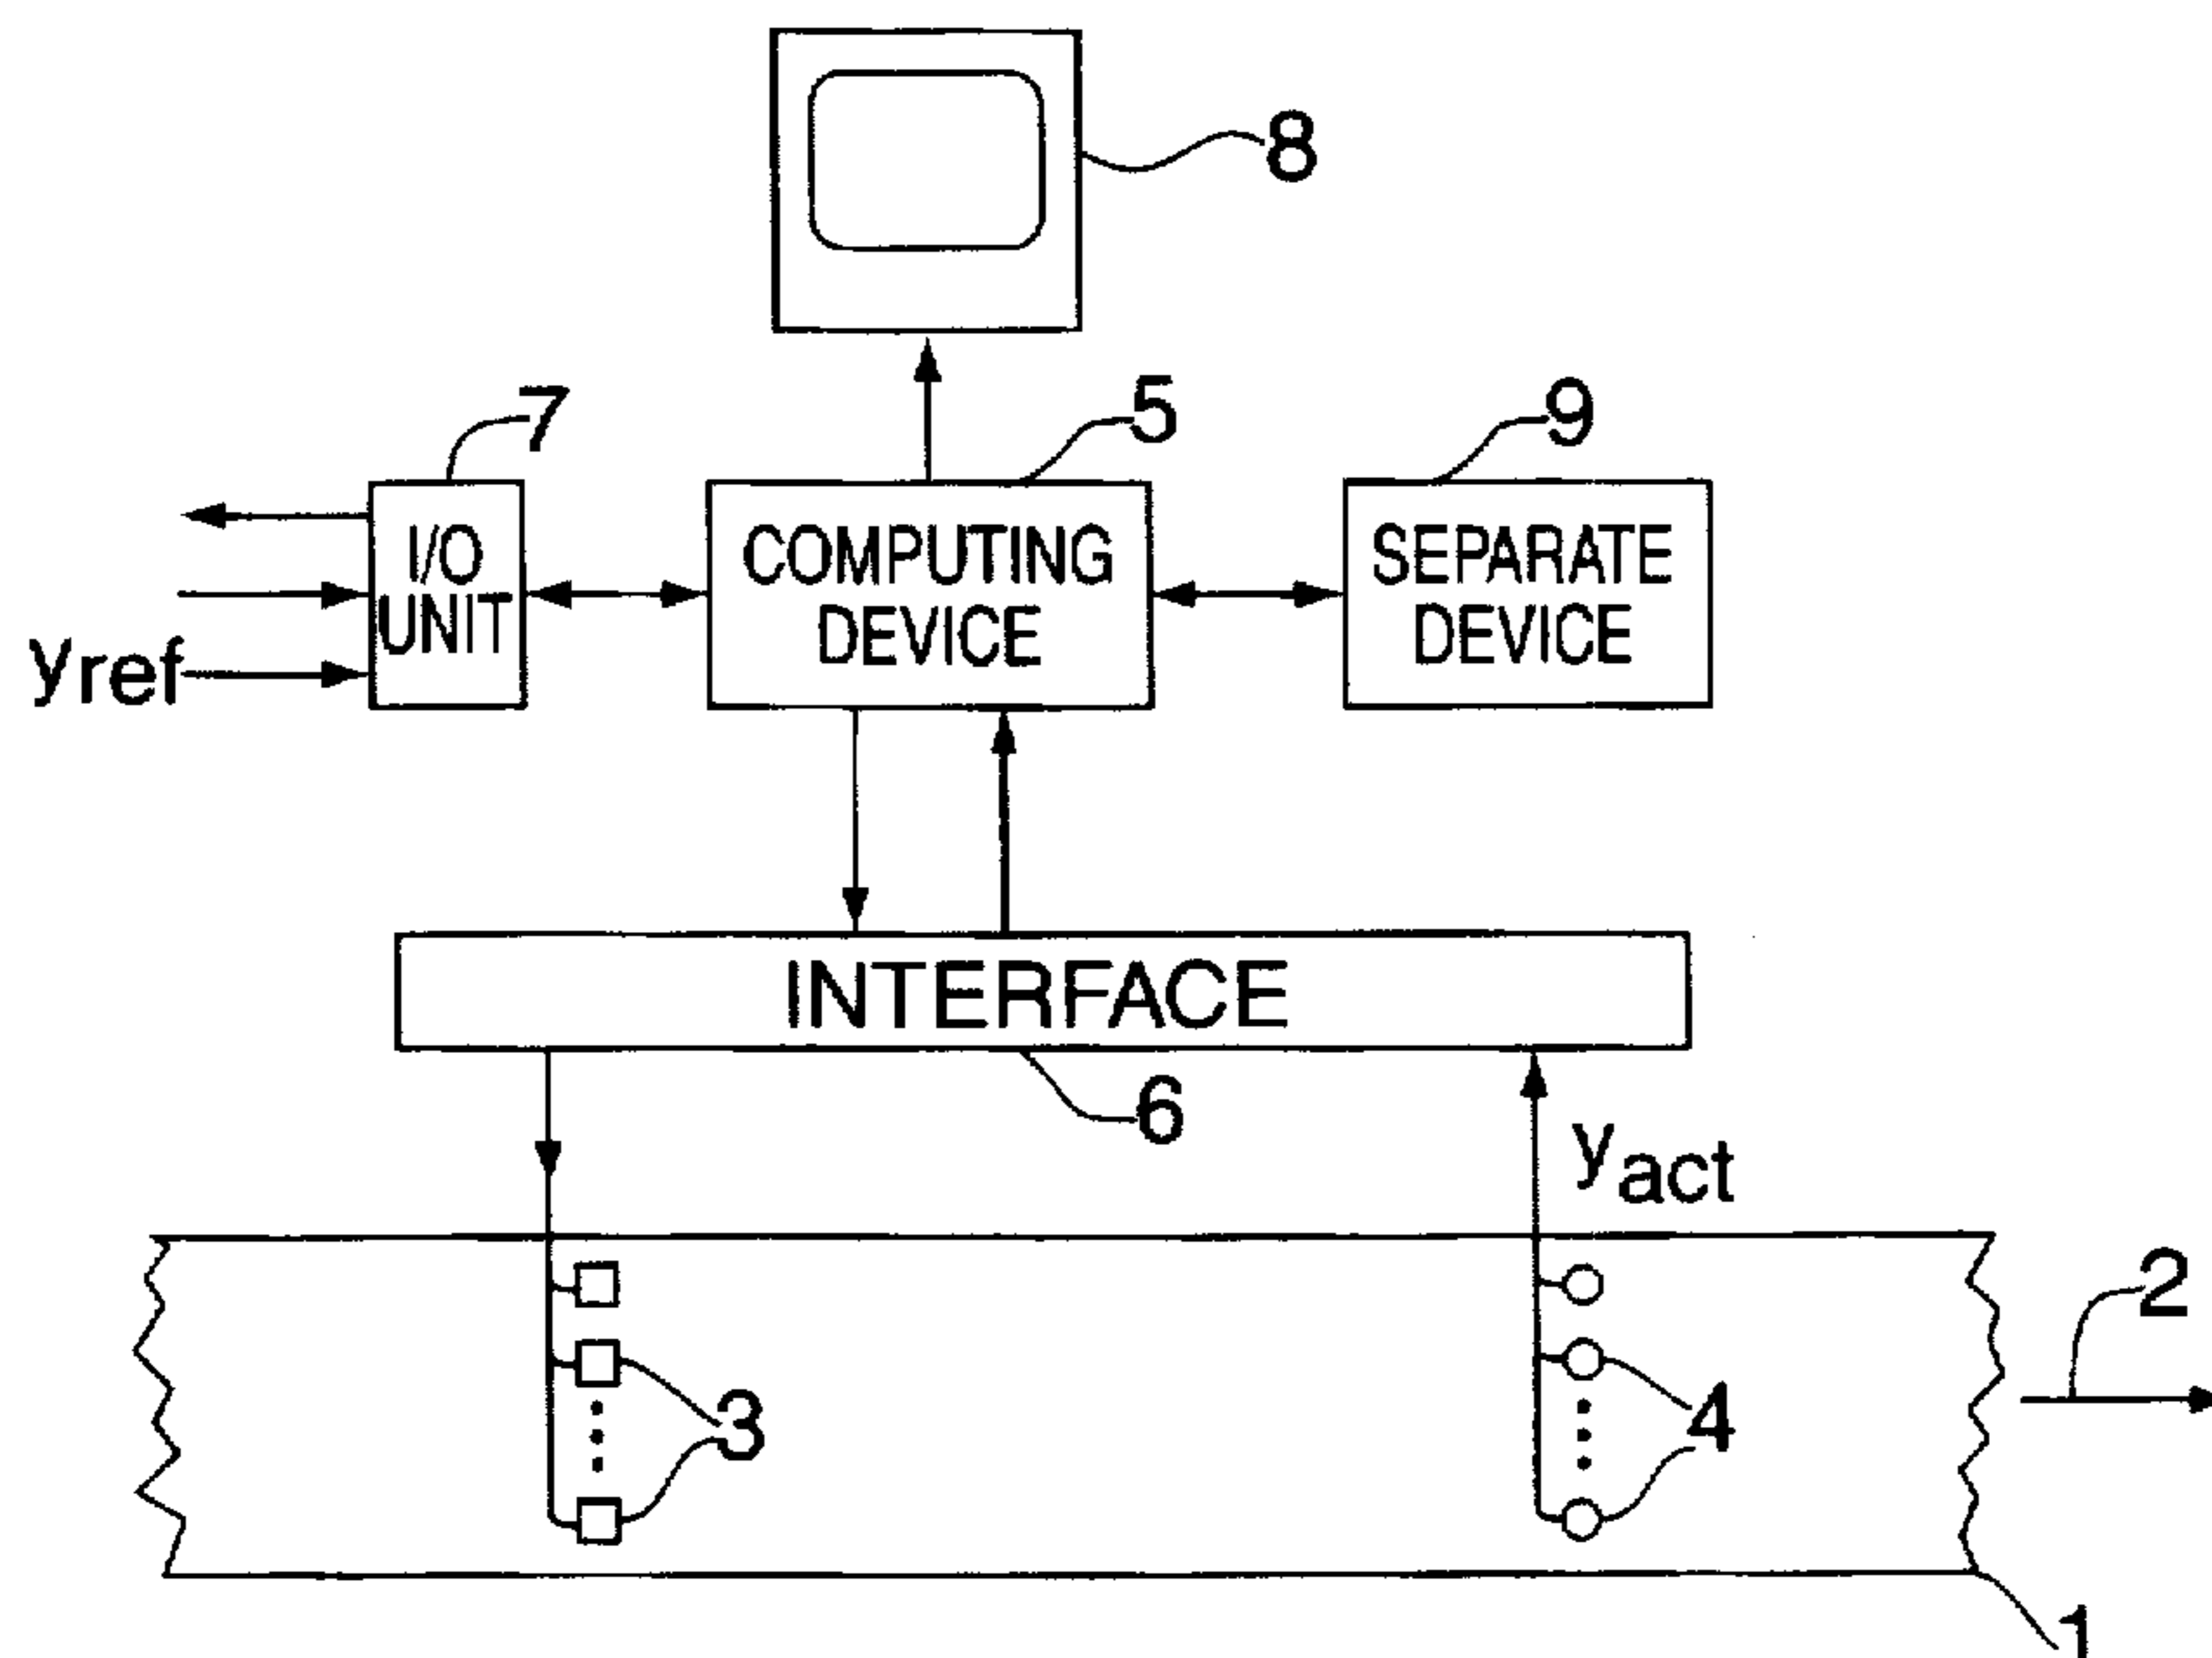 8
7
5
9
I/O
UNIT
COMPUTING
DEVICE
SEPARATE
DEVICE
yref
INTERFACE
6
yact
2
3
4
1